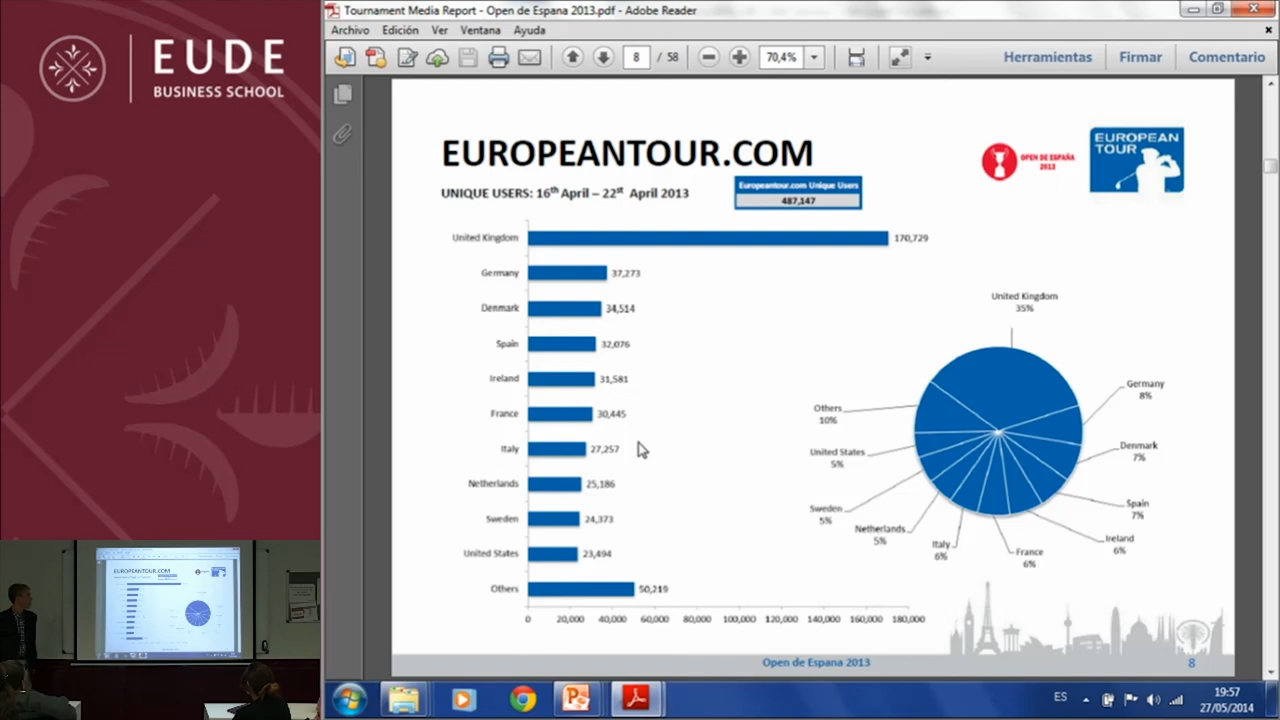 EUDE
BUSINESS SCHOOL
Tournament Media Report - Open de Espana 2013.pdf - Adobe Reader
Archivo Edición Ver Ventana Ayuda
8 / 58 70,4% Herramientas Firmar Comentario
EUROPEANTOUR.COM
OPEN DE ESPAÑA
2013
EUROPEAN
TOUR
UNIQUE USERS: 16th April – 22st April 2013
Europeantour.com Unique Users
487,147
United Kingdom 170,729
Germany 37,273
Denmark 34,514
Spain 32,076
Ireland 31,581
France 30,445
Italy 27,257
Netherlands 25,186
Sweden 24,373
United States 23,494
Others 50,219
0 20,000 40,000 60,000 80,000 100,000 120,000 140,000 160,000 180,000
United Kingdom
35%
Germany
8%
Denmark
7%
Spain
7%
Ireland
6%
France
6%
Italy
6%
Netherlands
5%
Sweden
5%
United States
5%
Others
10%
Open de Espana 2013
8
ES
19:57
27/05/2014
EUROPEANTOUR.COM